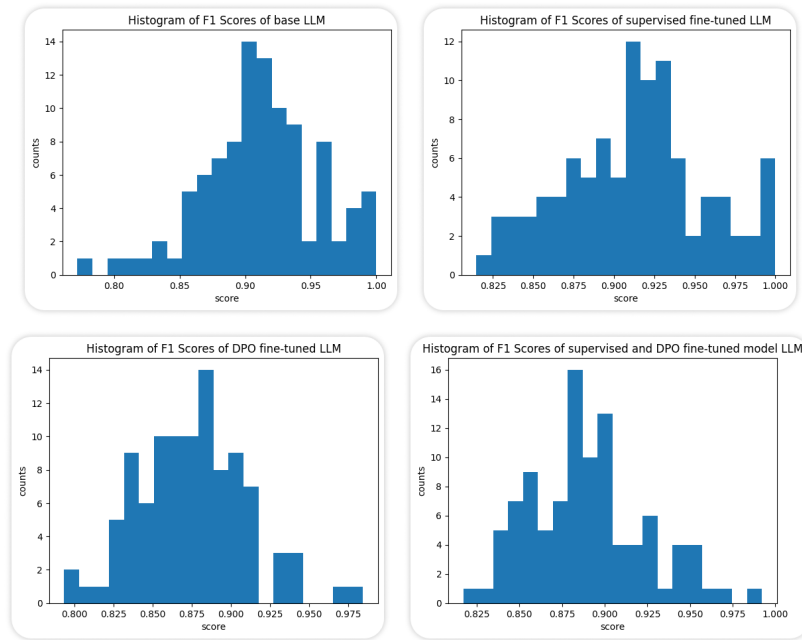 Histogram of F1 Scores of base LLM
14
12
10
8
6
4
2
0
counts
0.80 0.85 0.90 0.95 1.00
score
Histogram of F1 Scores of supervised fine-tuned LLM
12
10
8
6
4
2
0
counts
0.825 0.850 0.875 0.900 0.925 0.950 0.975 1.000
score
Histogram of F1 Scores of DPO fine-tuned LLM
14
12
10
8
6
4
2
0
counts
0.800 0.825 0.850 0.875 0.900 0.925 0.950 0.975
score
Histogram of F1 Scores of supervised and DPO fine-tuned model LLM
16
14
12
10
8
6
4
2
0
counts
0.825 0.850 0.875 0.900 0.925 0.950 0.975 1.000
score